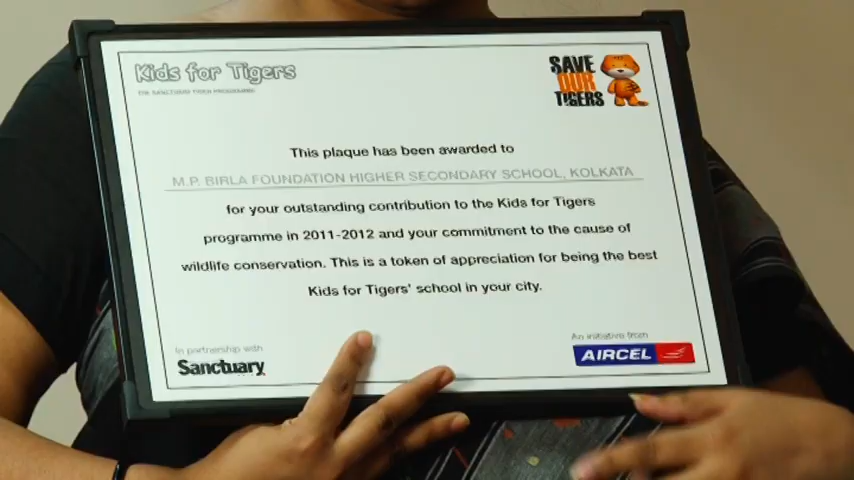 Kids for Tigers
THE SANCTUARY TIGER PROGRAMME
SAVE
OUR
TIGERS
This plaque has been awarded to
M.P. BIRLA FOUNDATION HIGHER SECONDARY SCHOOL, KOLKATA
for your outstanding contribution to the Kids for Tigers
programme in 2011-2012 and your commitment to the cause of
wildlife conservation. This is a token of appreciation for being the best
Kids for Tigers' school in your city.
In partnership with
Sanctuary
An initiative from
AIRCEL